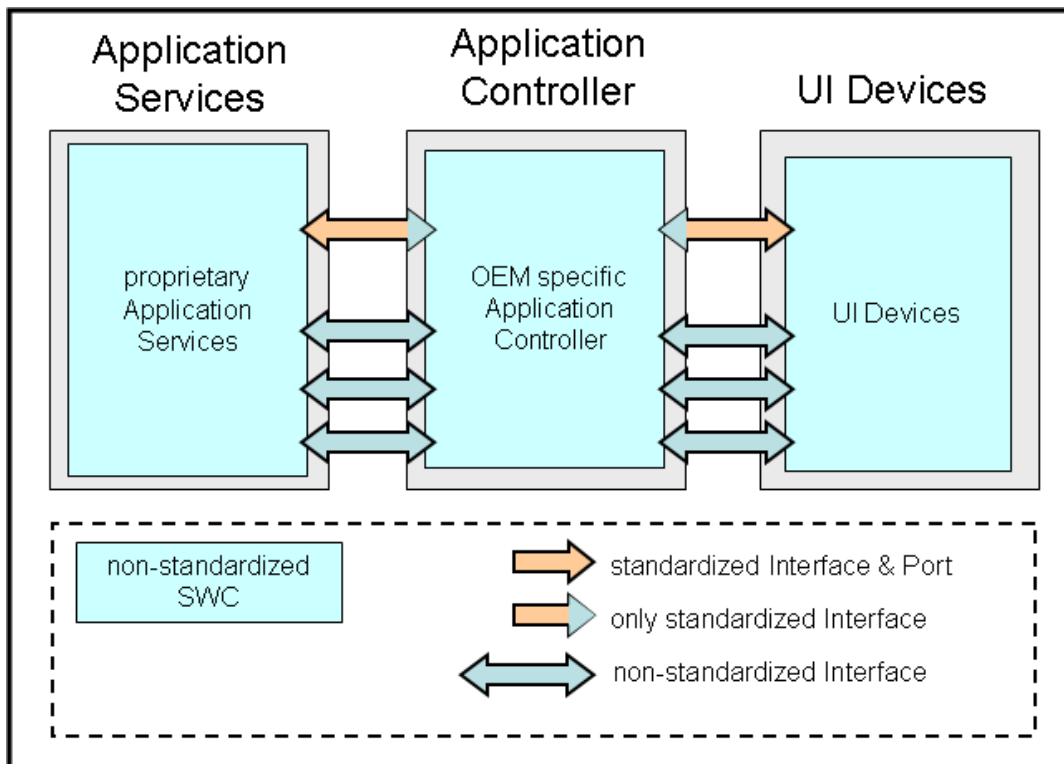 Application
Services
Application
Controller
UI Devices
proprietary
Application
Services
OEM specific
Application
Controller
UI Devices
non-standardized
SWC
standardized Interface & Port
only standardized Interface
non-standardized Interface